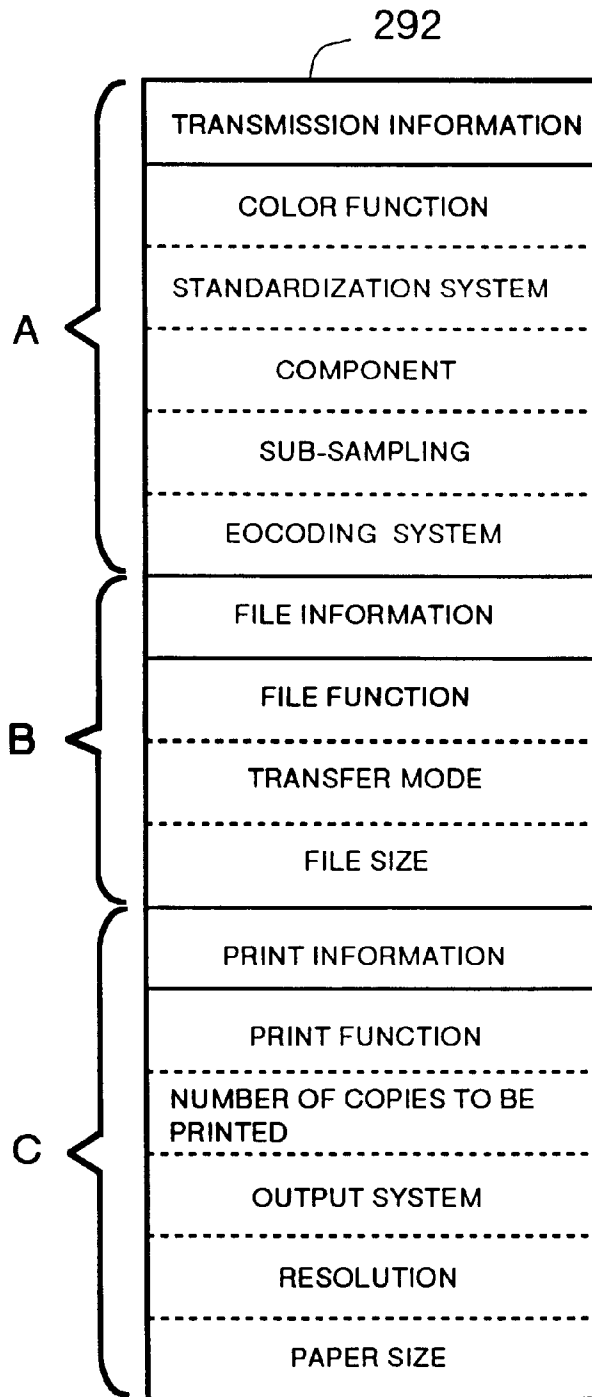 292
TRANSMISSION INFORMATION
COLOR FUNCTION
STANDARDIZATION SYSTEM
A
COMPONENT
SUB-SAMPLING
EOCODING SYSTEM
FILE INFORMATION
FILE FUNCTION
B
TRANSFER MODE
FILE SIZE
PRINT INFORMATION
PRINT FUNCTION
NUMBER OF COPIES TO BE
PRINTED
C
OUTPUT SYSTEM
RESOLUTION
PAPER SIZE